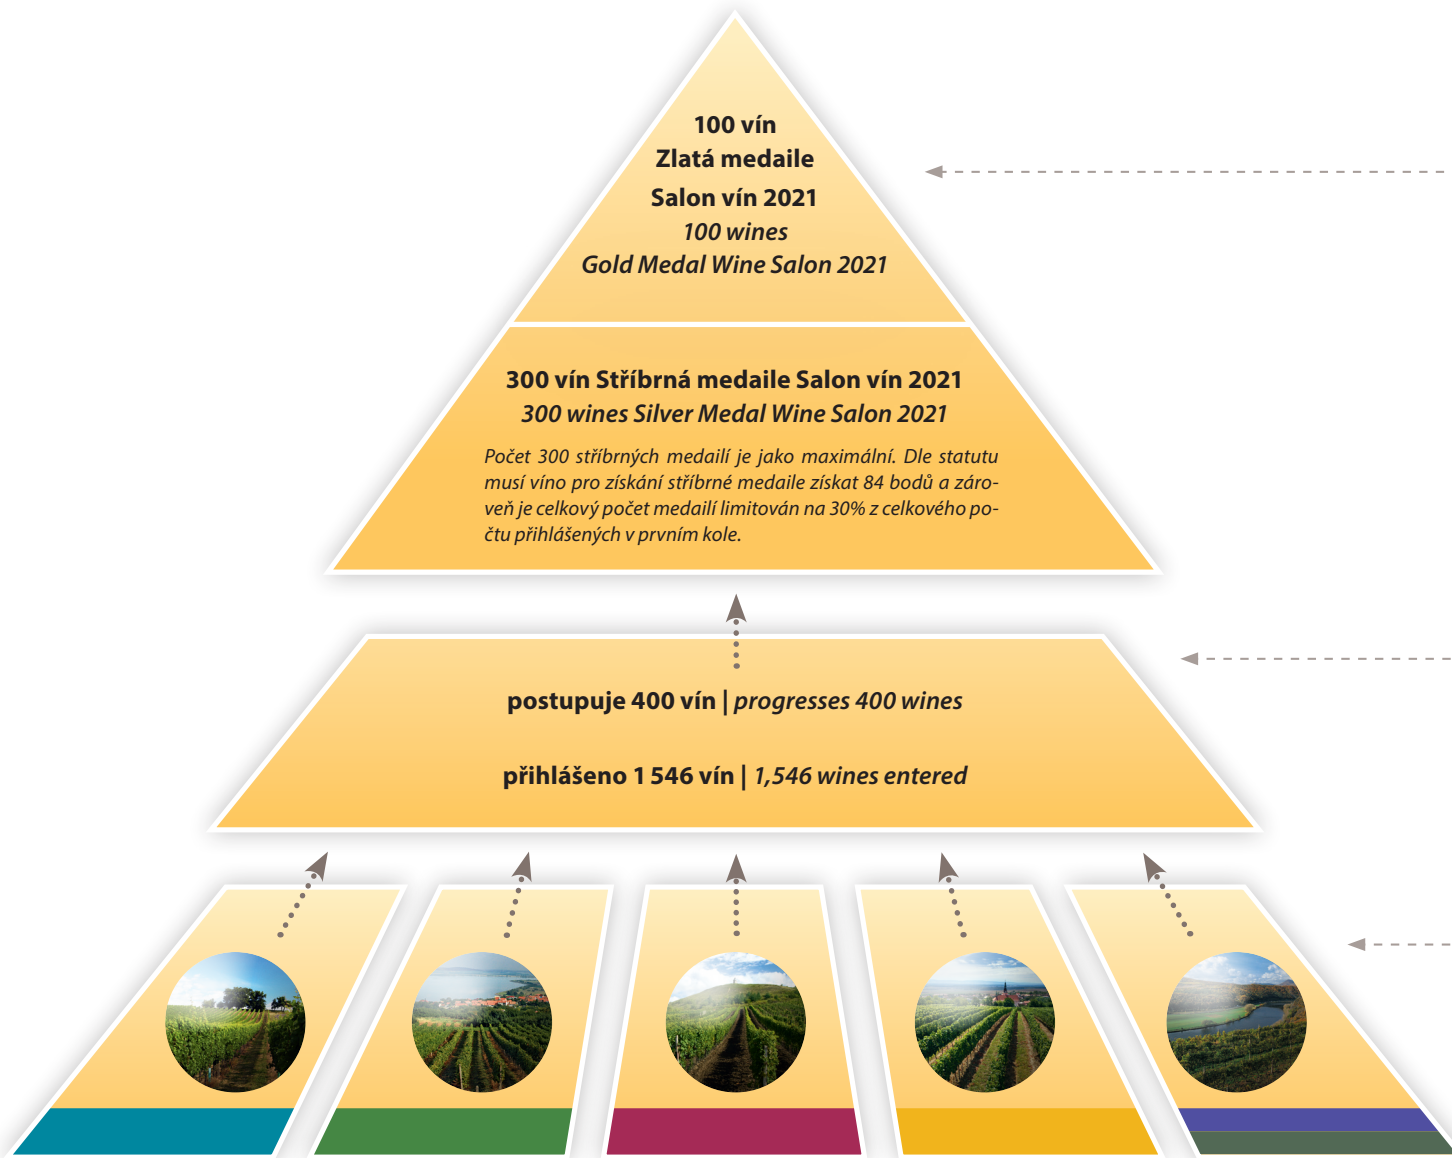 100 vín
Zlatá medaile
Salon vín 2021
100 wines
Gold Medal Wine Salon 2021
300 vín Stříbrná medaile Salon vín 2021
300 wines Silver Medal Wine Salon 2021
Počet 300 stříbrných medailí je jako maximální. Dle statutu
musí víno pro získání stříbrné medaile získat 84 bodů a záro-
veň je celkový počet medailí limitován na 30% z celkového po-
čtu přihlášených v prvním kole.
postupuje 400 vín | progresses 400 wines
přihlášeno 1 546 vín | 1,546 wines entered